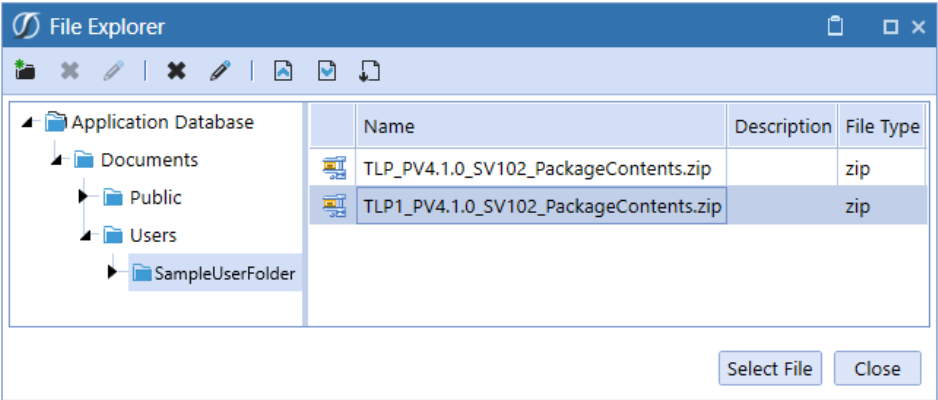 File Explorer
Application Database
Documents
Public
Users
SampleUserFolder
Name Description File Type
TLP_PV4.1.0_SV102_PackageContents.zip zip
TLP1_PV4.1.0_SV102_PackageContents.zip zip
Select File Close